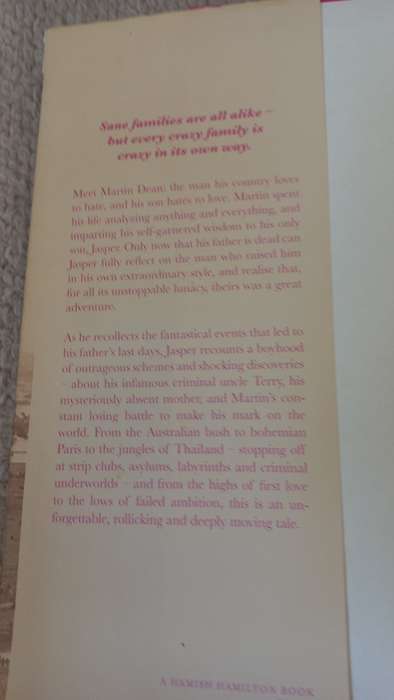 Sane families are all alike –
but every crazy family is
crazy in its own way.
Meet Martin Dean: the man his country loves
to hate, and his son hates to love. Martin spent
his life analysing anything and everything, and
imparting his self-garnered wisdom to his only
son, Jasper. Only now that his father is dead can
Jasper fully reflect on the man who raised him
in his own extraordinary style, and realise that,
for all its unstoppable lunacy, theirs was a great
adventure.
As he recollects the fantastical events that led to
his father's last days, Jasper recounts a boyhood
of outrageous schemes and shocking discoveries
– about his infamous criminal uncle Terry, his
mysteriously absent mother, and Martin's con-
stant losing battle to make his mark on the
world. From the Australian bush to bohemian
Paris to the jungles of Thailand – stopping off
at strip clubs, asylums, labyrinths and criminal
underworlds – and from the highs of first love
to the lows of failed ambition, this is an un-
forgettable, rollicking and deeply moving tale.
A HAMISH HAMILTON BOOK